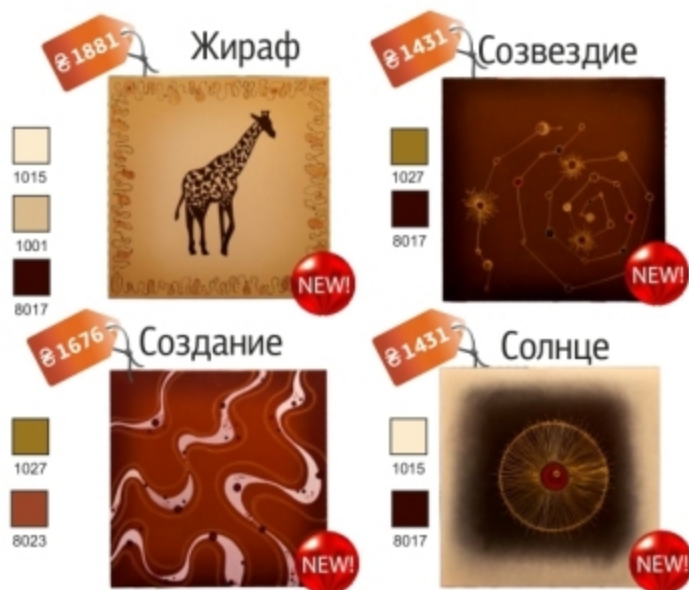 ₴1881
Жираф
1015
1001
8017
NEW!
₴1431
Созвездие
1027
8017
NEW!
₴1676
Создание
1027
8023
NEW!
₴1431
Солнце
1015
8017
NEW!